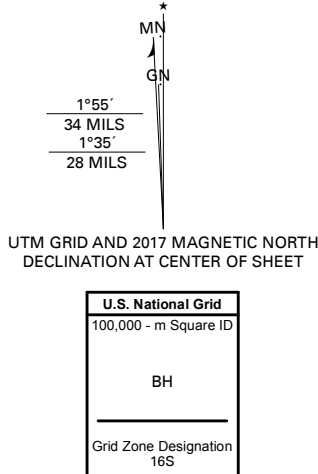 MN
GN
1°55´
34 MILS
1°35´
28 MILS
UTM GRID AND 2017 MAGNETIC NORTH
DECLINATION AT CENTER OF SHEET
U.S. National Grid
100,000 - m Square ID
BH
Grid Zone Designation
16S